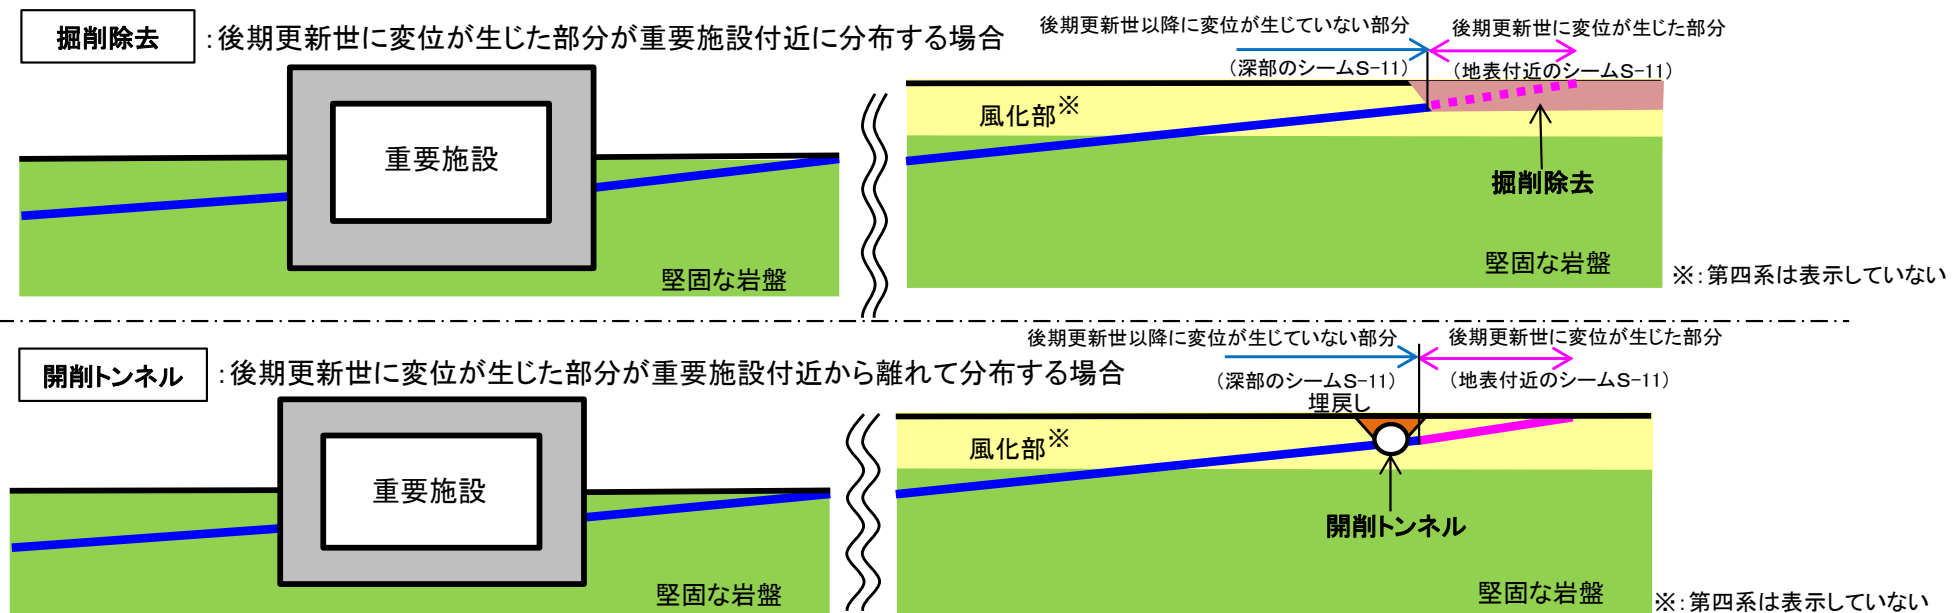 掘削除去 ：後期更新世に変位が生じた部分が重要施設付近に分布する場合
後期更新世以降に変位が生じていない部分
後期更新世に変位が生じた部分
（深部のシームS-11）
（地表付近のシームS-11）
風化部※
重要施設
掘削除去
堅固な岩盤
堅固な岩盤
※：第四系は表示していない
開削トンネル ：後期更新世に変位が生じた部分が重要施設付近から離れて分布する場合
後期更新世以降に変位が生じていない部分
後期更新世に変位が生じた部分
（深部のシームS-11）
（地表付近のシームS-11）
埋戻し
風化部※
重要施設
開削トンネル
堅固な岩盤
堅固な岩盤
※：第四系は表示していない